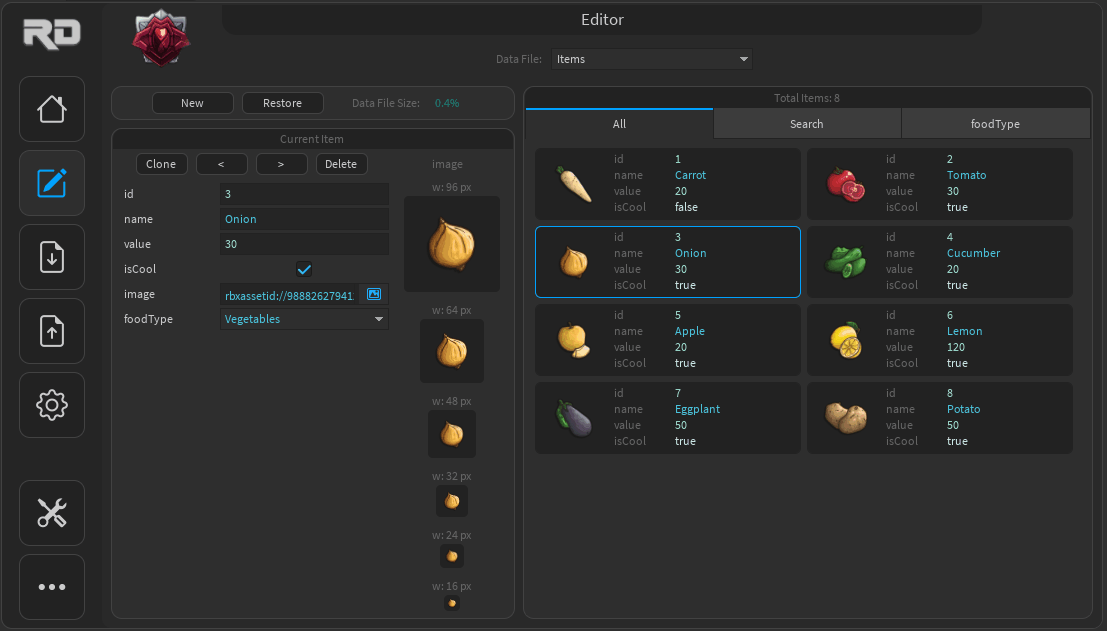 RD
Editor
Data File:
Items
New
Restore
Data File Size:
0.4%
Current Item
Clone
<
>
Delete
id
3
name
Onion
value
30
isCool
image
rbxassetid://98882627941
foodType
Vegetables
image
w: 96 px
w: 64 px
w: 48 px
w: 32 px
w: 24 px
w: 16 px
Total Items: 8
All
Search
foodType
id 1
name Carrot
value 20
isCool false
id 2
name Tomato
value 30
isCool true
id 3
name Onion
value 30
isCool true
id 4
name Cucumber
value 20
isCool true
id 5
name Apple
value 20
isCool true
id 6
name Lemon
value 120
isCool true
id 7
name Eggplant
value 50
isCool true
id 8
name Potato
value 50
isCool true